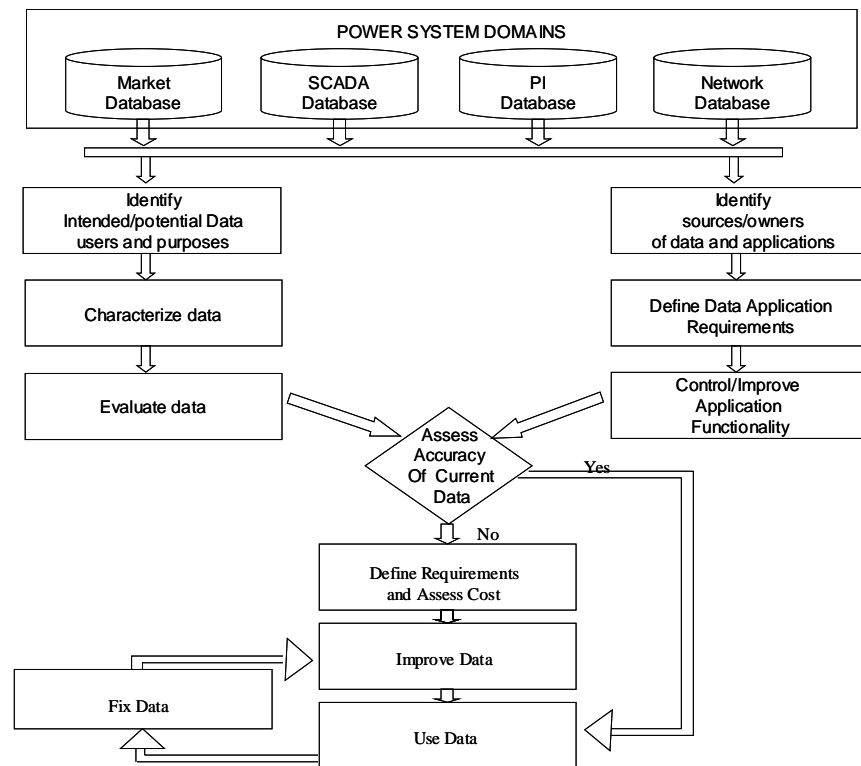 POWER SYSTEM DOMAINS
Market
Database
SCADA
Database
PI
Database
Network
Database
Identify
Intended/potential Data
users and purposes
Identify
sources/owners
of data and applications
Characterize data
Define Data Application
Requirements
Evaluate data
Control/Improve
Application
Functionality
Assess
Accuracy
Of Current
Data
Yes
No
Define Requirements
and Assess Cost
Improve Data
Fix Data
Use Data